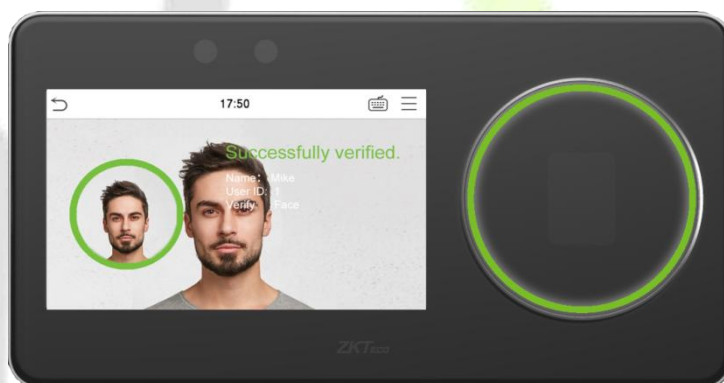 17:50
Successfully verified.
Name: Mike
User ID: 1
Verify: Face
ZKTeco